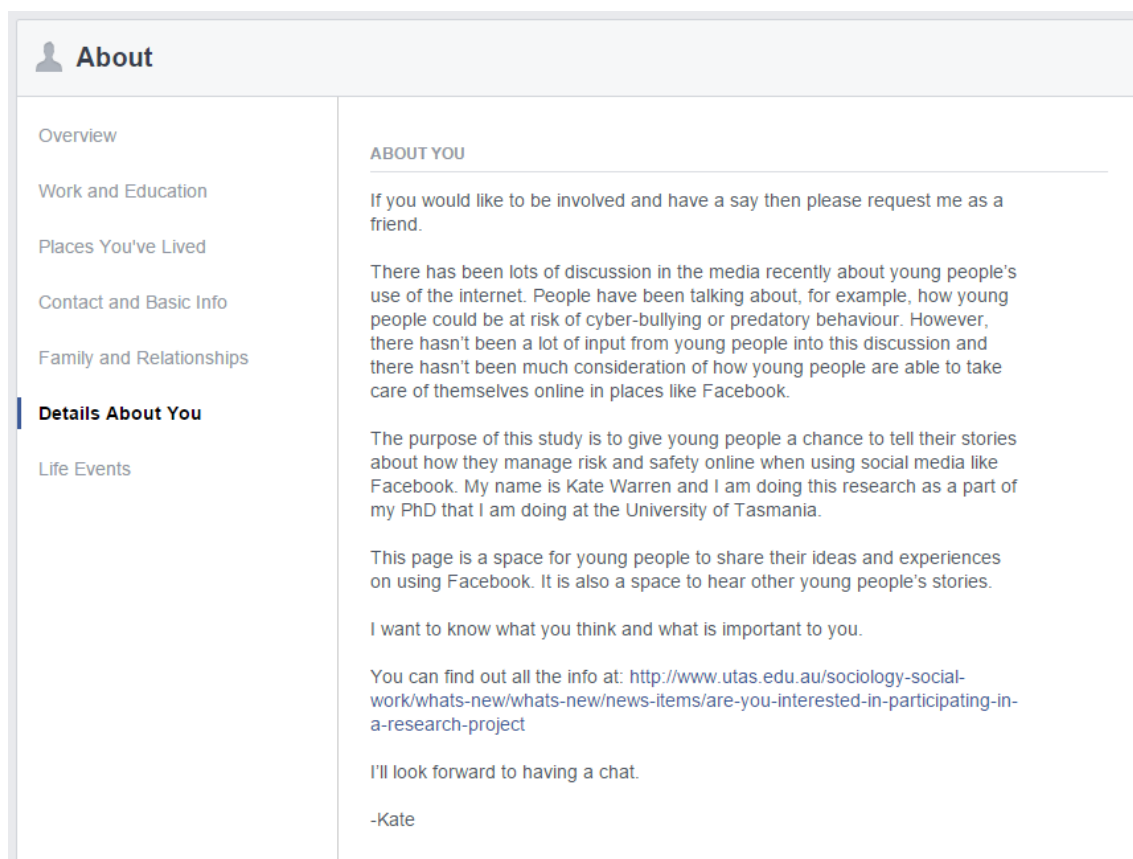 About
Overview
Work and Education
Places You've Lived
Contact and Basic Info
Family and Relationships
Details About You
Life Events
ABOUT YOU
If you would like to be involved and have a say then please request me as a
friend.
There has been lots of discussion in the media recently about young people’s
use of the internet. People have been talking about, for example, how young
people could be at risk of cyber-bullying or predatory behaviour. However,
there hasn’t been a lot of input from young people into this discussion and
there hasn’t been much consideration of how young people are able to take
care of themselves online in places like Facebook.
The purpose of this study is to give young people a chance to tell their stories
about how they manage risk and safety online when using social media like
Facebook. My name is Kate Warren and I am doing this research as a part of
my PhD that I am doing at the University of Tasmania.
This page is a space for young people to share their ideas and experiences
on using Facebook. It is also a space to hear other young people’s stories.
I want to know what you think and what is important to you.
You can find out all the info at: http://www.utas.edu.au/sociology-social-
work/whats-new/whats-new/news-items/are-you-interested-in-participating-in-
a-research-project
I’ll look forward to having a chat.
-Kate